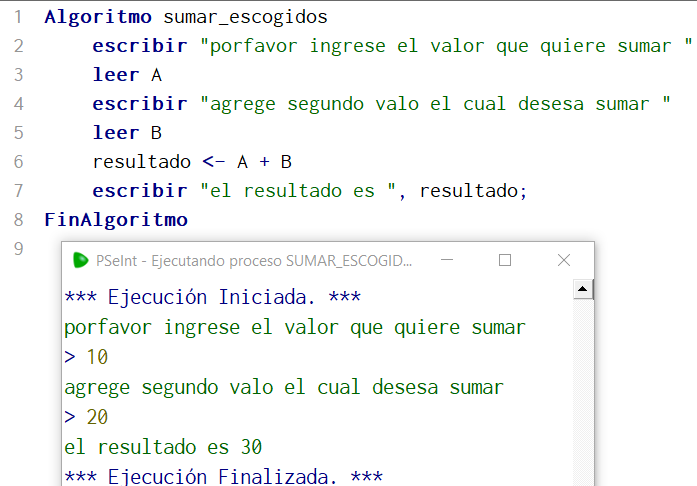 1 Algoritmo sumar_escogidos
2 escribir "porfavor ingrese el valor que quiere sumar "
3 leer A
4 escribir "agrege segundo valo el cual desesa sumar "
5 leer B
6 resultado <- A + B
7 escribir "el resultado es ", resultado;
8 FinAlgoritmo
9
PSeInt - Ejecutando proceso SUMAR_ESCOGID...
*** Ejecución Iniciada. ***
porfavor ingrese el valor que quiere sumar
> 10
agrege segundo valo el cual desesa sumar
> 20
el resultado es 30
*** Ejecución Finalizada. ***